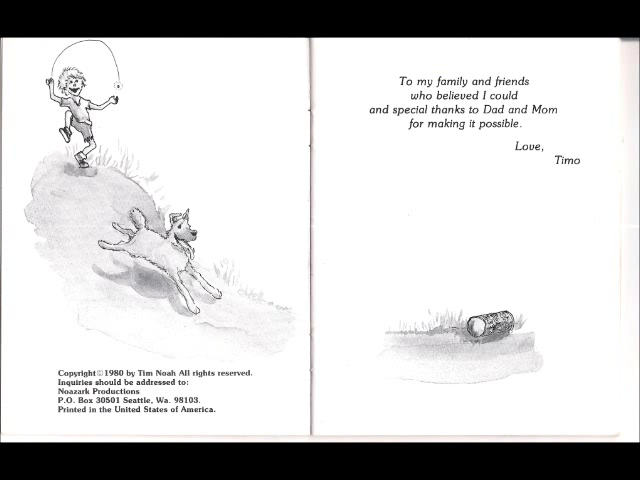 Copyright©1980 by Tim Noah All rights reserved.
Inquiries should be addressed to:
Noazark Productions
P.O. Box 30501 Seattle, Wa. 98103.
Printed in the United States of America.
To my family and friends
who believed I could
and special thanks to Dad and Mom
for making it possible.
Love,
Timo